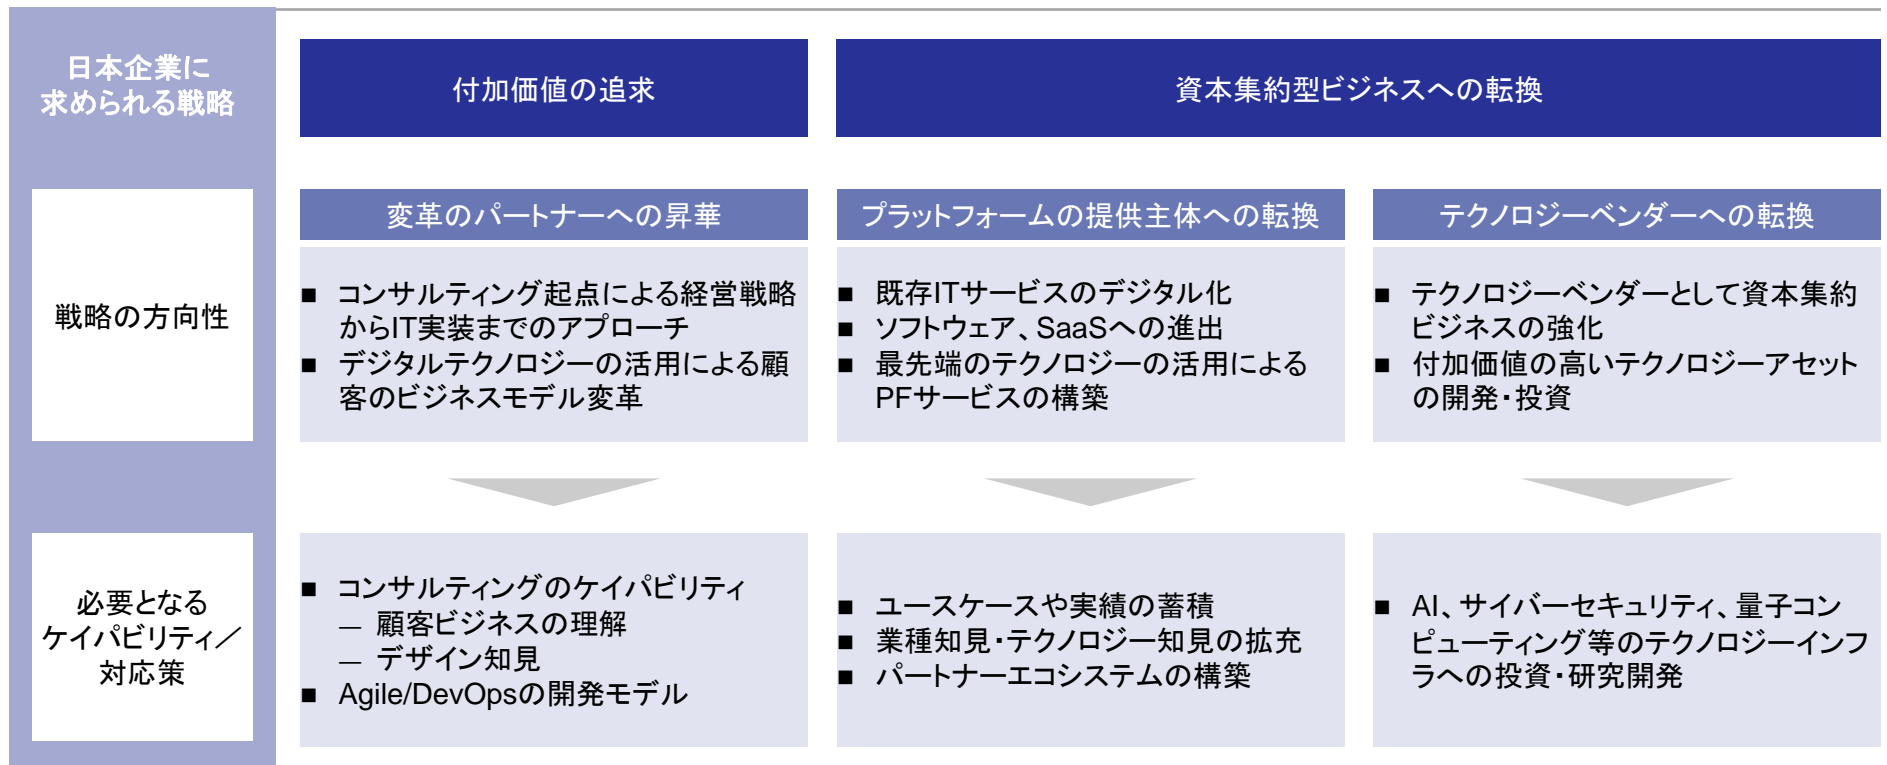 日本企業に
求められる戦略
付加価値の追求
資本集約型ビジネスへの転換
戦略の方向性
変革のパートナーへの昇華
■ コンサルティング起点による経営戦略
からIT実装までのアプローチ
■ デジタルテクノロジーの活用による顧
客のビジネスモデル変革
プラットフォームの提供主体への転換
■ 既存ITサービスのデジタル化
■ ソフトウェア、SaaSへの進出
■ 最先端のテクノロジーの活用による
PFサービスの構築
テクノロジーベンダーへの転換
■ テクノロジーベンダーとして資本集約
ビジネスの強化
■ 付加価値の高いテクノロジーアセット
の開発・投資
必要となる
ケイパビリティ／
対応策
■ コンサルティングのケイパビリティ
― 顧客ビジネスの理解
― デザイン知見
■ Agile/DevOpsの開発モデル
■ ユースケースや実績の蓄積
■ 業種知見・テクノロジー知見の拡充
■ パートナーエコシステムの構築
■ AI、サイバーセキュリティ、量子コン
ピューティング等のテクノロジーインフ
ラへの投資・研究開発